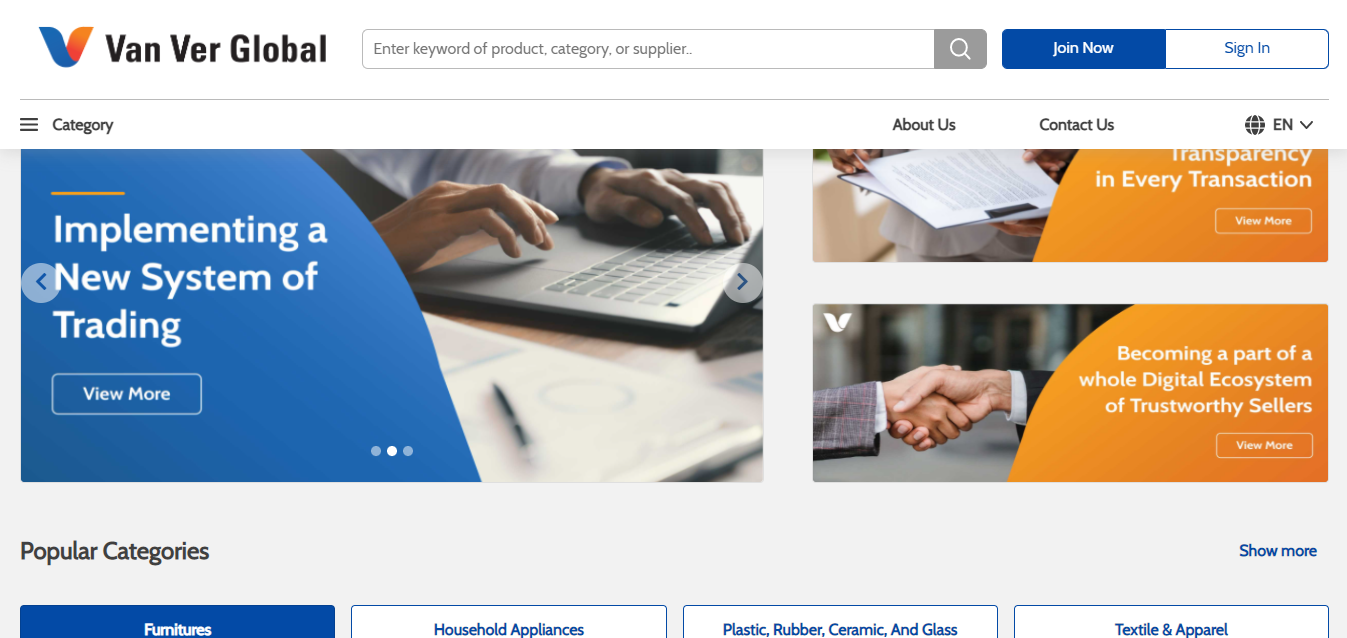 Van Ver Global
Enter keyword of product, category, or supplier..
Join Now
Sign In
Category
About Us
Contact Us
EN
Implementing a
New System of
Trading
View More
Transparency
in Every Transaction
View More
Becoming a part of a
whole Digital Ecosystem
of Trustworthy Sellers
View More
Popular Categories
Show more
Furnitures
Household Appliances
Plastic, Rubber, Ceramic, And Glass
Textile & Apparel